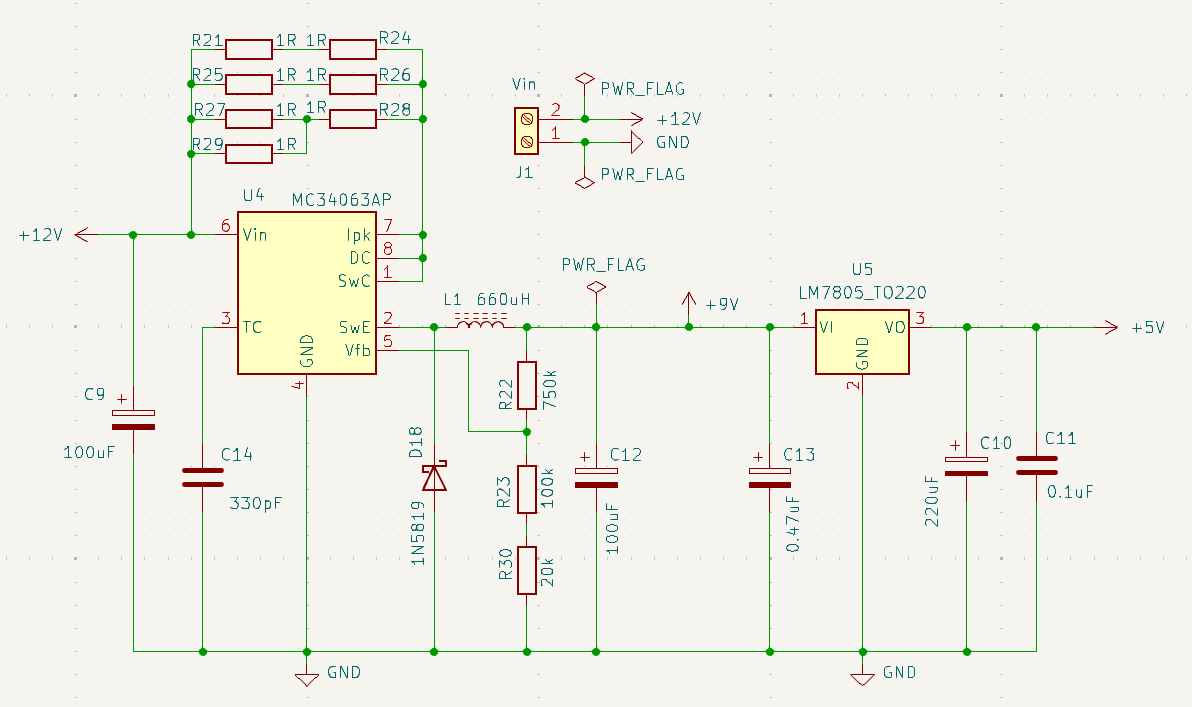 R21 1R 1R R24
R25 1R 1R R26
R27 1R 1R R28
R29 1R
Vin
PWR_FLAG
2 +12V
1 GND
J1 PWR_FLAG
U4 MC34063AP
+12V 6 Vin Ipk 7
DC 8
SwC 1
3 TC SwE 2
Vfb 5
GND
4
L1 660uH
PWR_FLAG
+9V
U5
LM7805_TO220
1 VI VO 3
GND
2
+5V
C9 +
100uF
C14
330pF
D18
1N5819
R22 750k
R23 100k
R30 20k
+ C12
100uF
+ C13
0.47uF
+ C10
220uF
C11
0.1uF
GND
GND